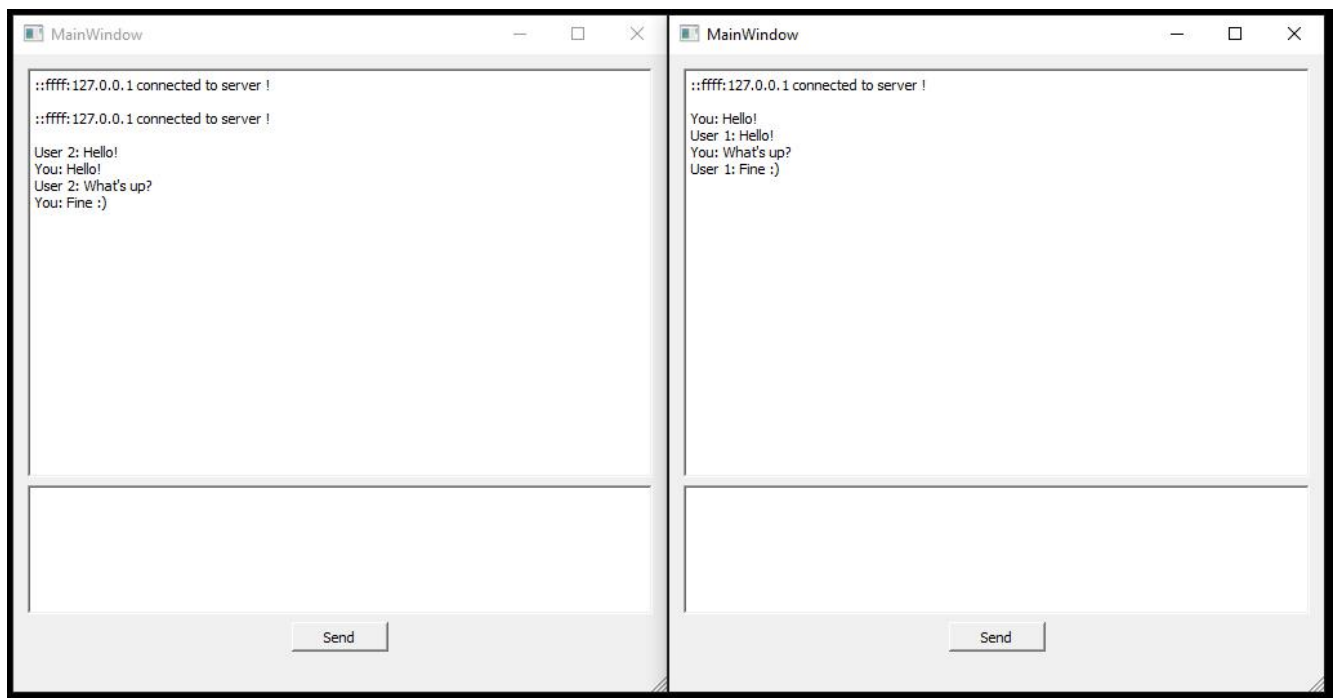 MainWindow
::ffff:127.0.0.1 connected to server !
::ffff:127.0.0.1 connected to server !
User 2: Hello!
You: Hello!
User 2: What's up?
You: Fine :)
Send
MainWindow
::ffff:127.0.0.1 connected to server !
You: Hello!
User 1: Hello!
You: What's up?
User 1: Fine :)
Send